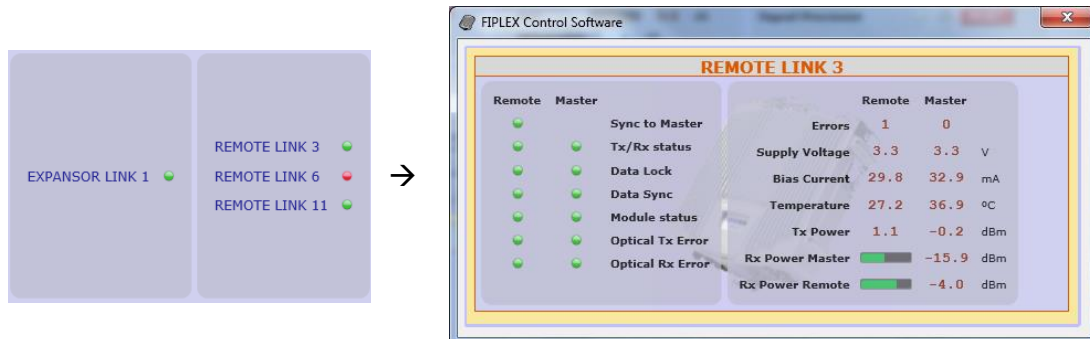 EXPANSOR LINK 1
REMOTE LINK 3
REMOTE LINK 6
REMOTE LINK 11
→
FIPLEX Control Software
REMOTE LINK 3
Remote Master
Sync to Master
Tx/Rx status
Data Lock
Data Sync
Module status
Optical Tx Error
Optical Rx Error
Remote Master
Errors 1 0
Supply Voltage 3.3 3.3 V
Bias Current 29.8 32.9 mA
Temperature 27.2 36.9 ºC
Tx Power 1.1 -0.2 dBm
Rx Power Master -15.9 dBm
Rx Power Remote -4.0 dBm